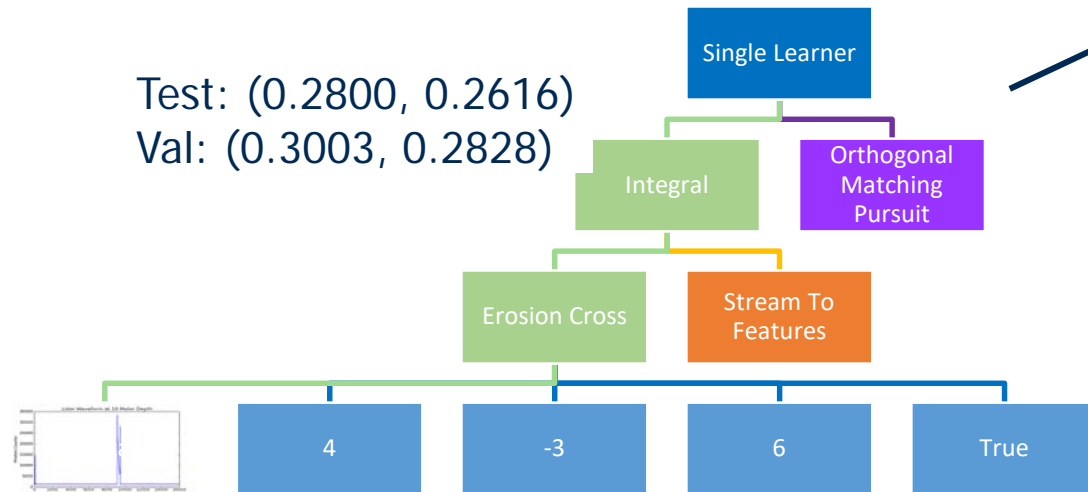 Single Learner
Test: (0.2800, 0.2616)
Val: (0.3003, 0.2828)
Integral
Orthogonal
Matching
Pursuit
Erosion Cross
Stream To
Features
4
-3
6
True